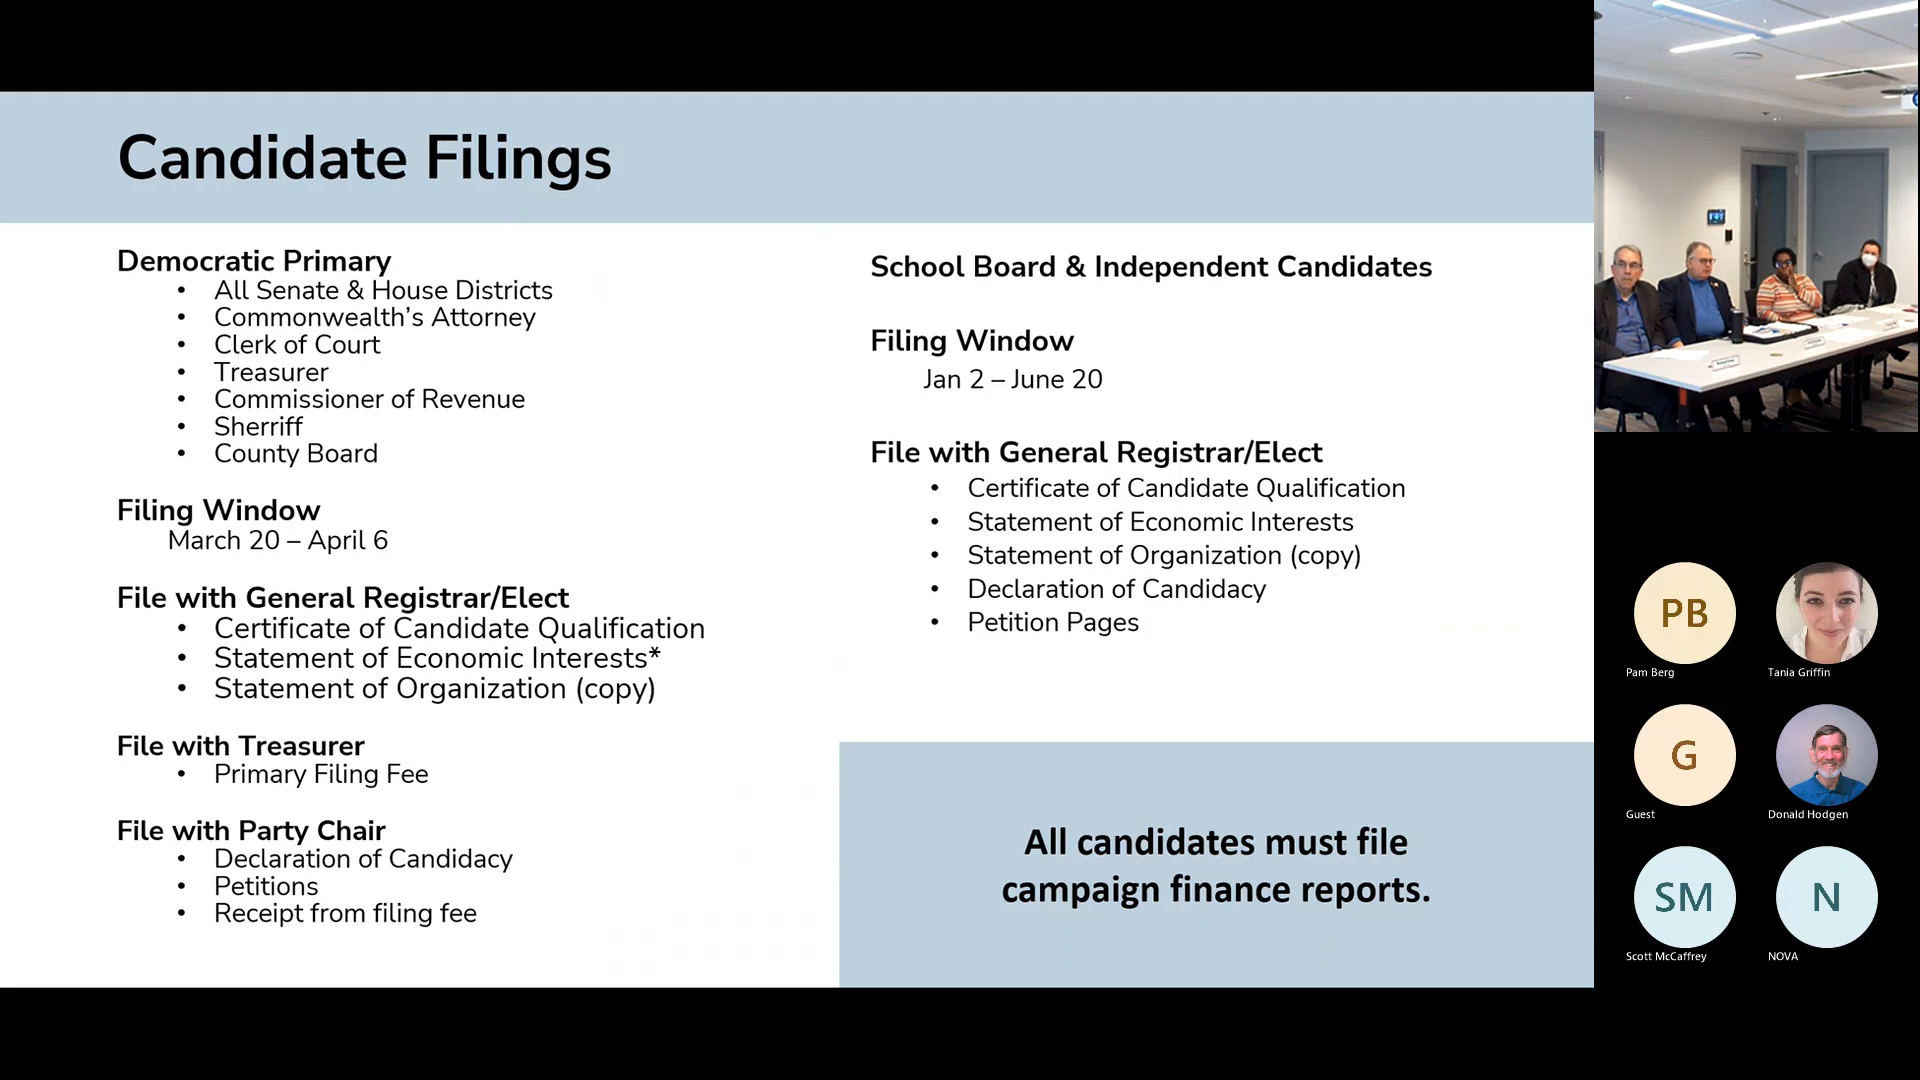 Candidate Filings
Democratic Primary
• All Senate & House Districts
• Commonwealth’s Attorney
• Clerk of Court
• Treasurer
• Commissioner of Revenue
• Sherriff
• County Board
Filing Window
March 20 – April 6
File with General Registrar/Elect
• Certificate of Candidate Qualification
• Statement of Economic Interests*
• Statement of Organization (copy)
File with Treasurer
• Primary Filing Fee
File with Party Chair
• Declaration of Candidacy
• Petitions
• Receipt from filing fee
School Board & Independent Candidates
Filing Window
Jan 2 – June 20
File with General Registrar/Elect
• Certificate of Candidate Qualification
• Statement of Economic Interests
• Statement of Organization (copy)
• Declaration of Candidacy
• Petition Pages
All candidates must file
campaign finance reports.
PB
Pam Berg
Tania Griffin
G
Guest
Donald Hodgen
SM
Scott McCaffrey
N
NOVA